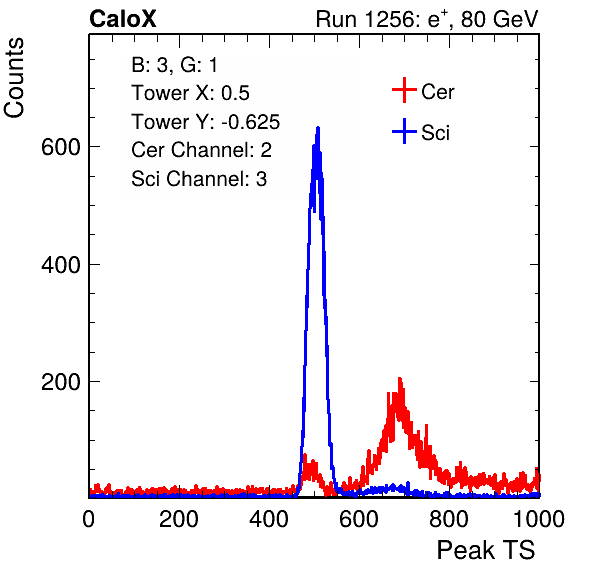 CaloX Run 1256: e+, 80 GeV
Counts
B: 3, G: 1
Tower X: 0.5
Tower Y: -0.625
Cer Channel: 2
Sci Channel: 3
Cer
Sci
600
400
200
0 200 400 600 800 1000
Peak TS